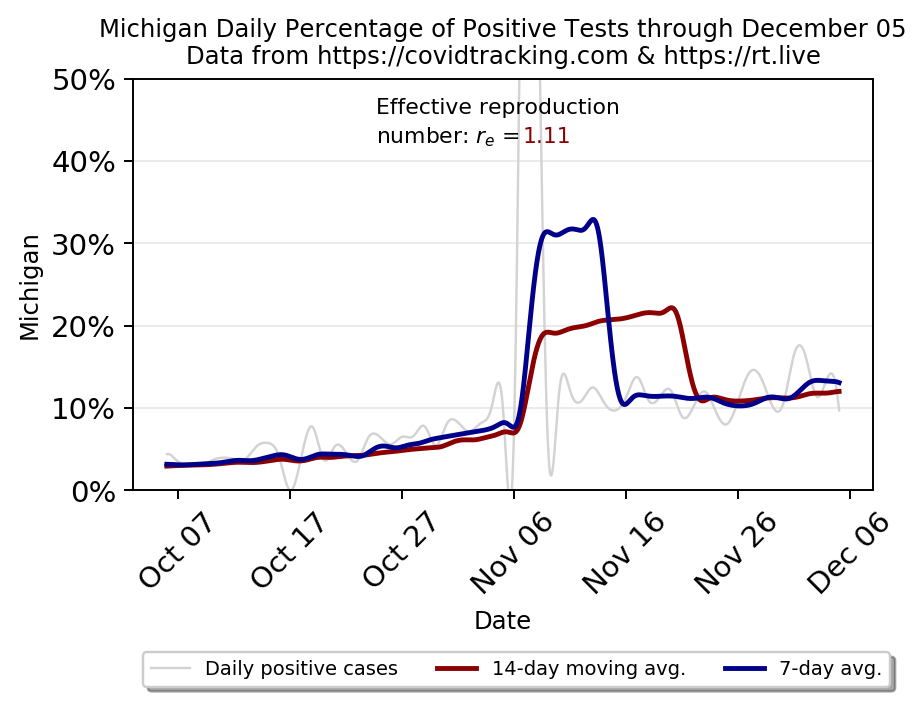 Michigan Daily Percentage of Positive Tests through December 05
Data from https://covidtracking.com & https://rt.live
50%
40%
30%
20%
10%
0%
Michigan
Effective reproduction
number: rₑ =1.11
Oct 07
Oct 17
Oct 27
Nov 06
Nov 16
Nov 26
Dec 06
Date
Daily positive cases
14-day moving avg.
7-day avg.